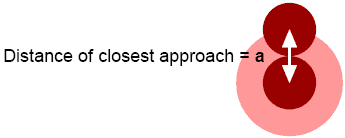 Distance of closest approach = a